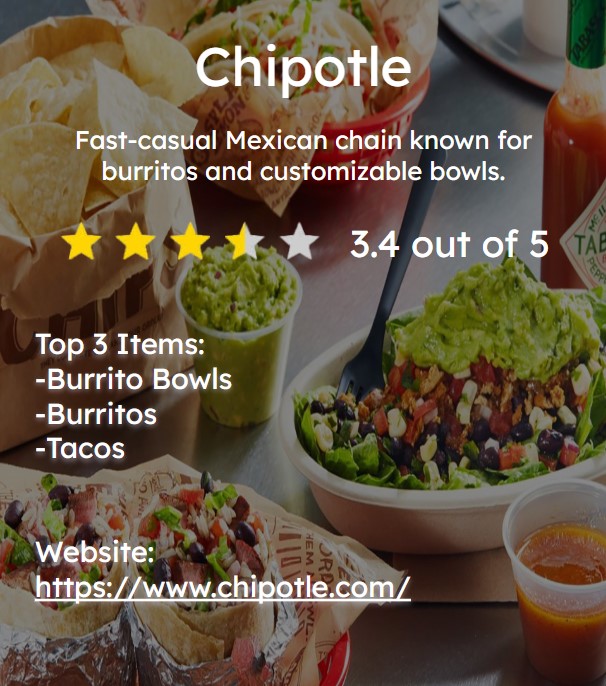 Chipotle
Fast-casual Mexican chain known for
burritos and customizable bowls.
3.4 out of 5
TABASCO
Top 3 Items:
-Burrito Bowls
-Burritos
-Tacos
Website:
https://www.chipotle.com/